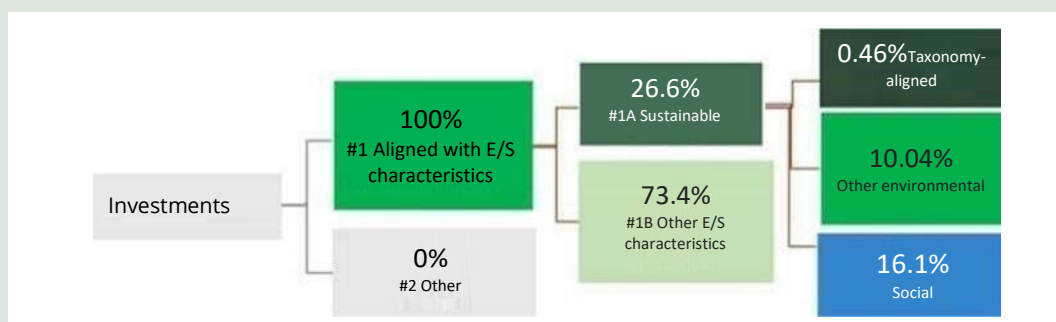 Investments
100%
#1 Aligned with E/S
characteristics
0%
#2 Other
26.6%
#1A Sustainable
73.4%
#1B Other E/S
characteristics
0.46%Taxonomy-
aligned
10.04%
Other environmental
16.1%
Social